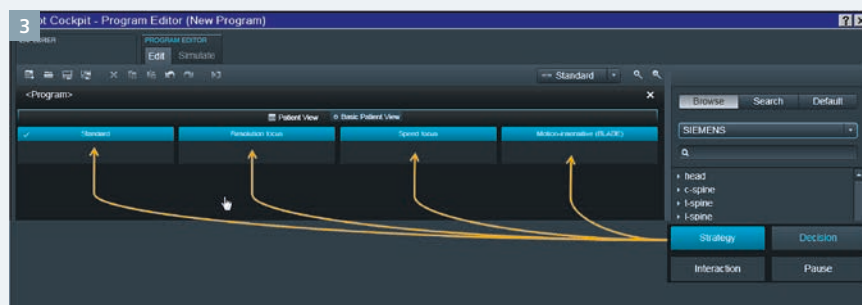 3
ot Cockpit - Program Editor (New Program)
PROGRAM EDITOR
Edit Simulate
Standard
<Program>
Patient View Basic Patient View
Standard Resolution focus Speed focus Motion-insensitive (BLADE)
Browse Search Default
SIEMENS
head
c-spine
t-spine
l-spine
Strategy Decision
Interaction Pause